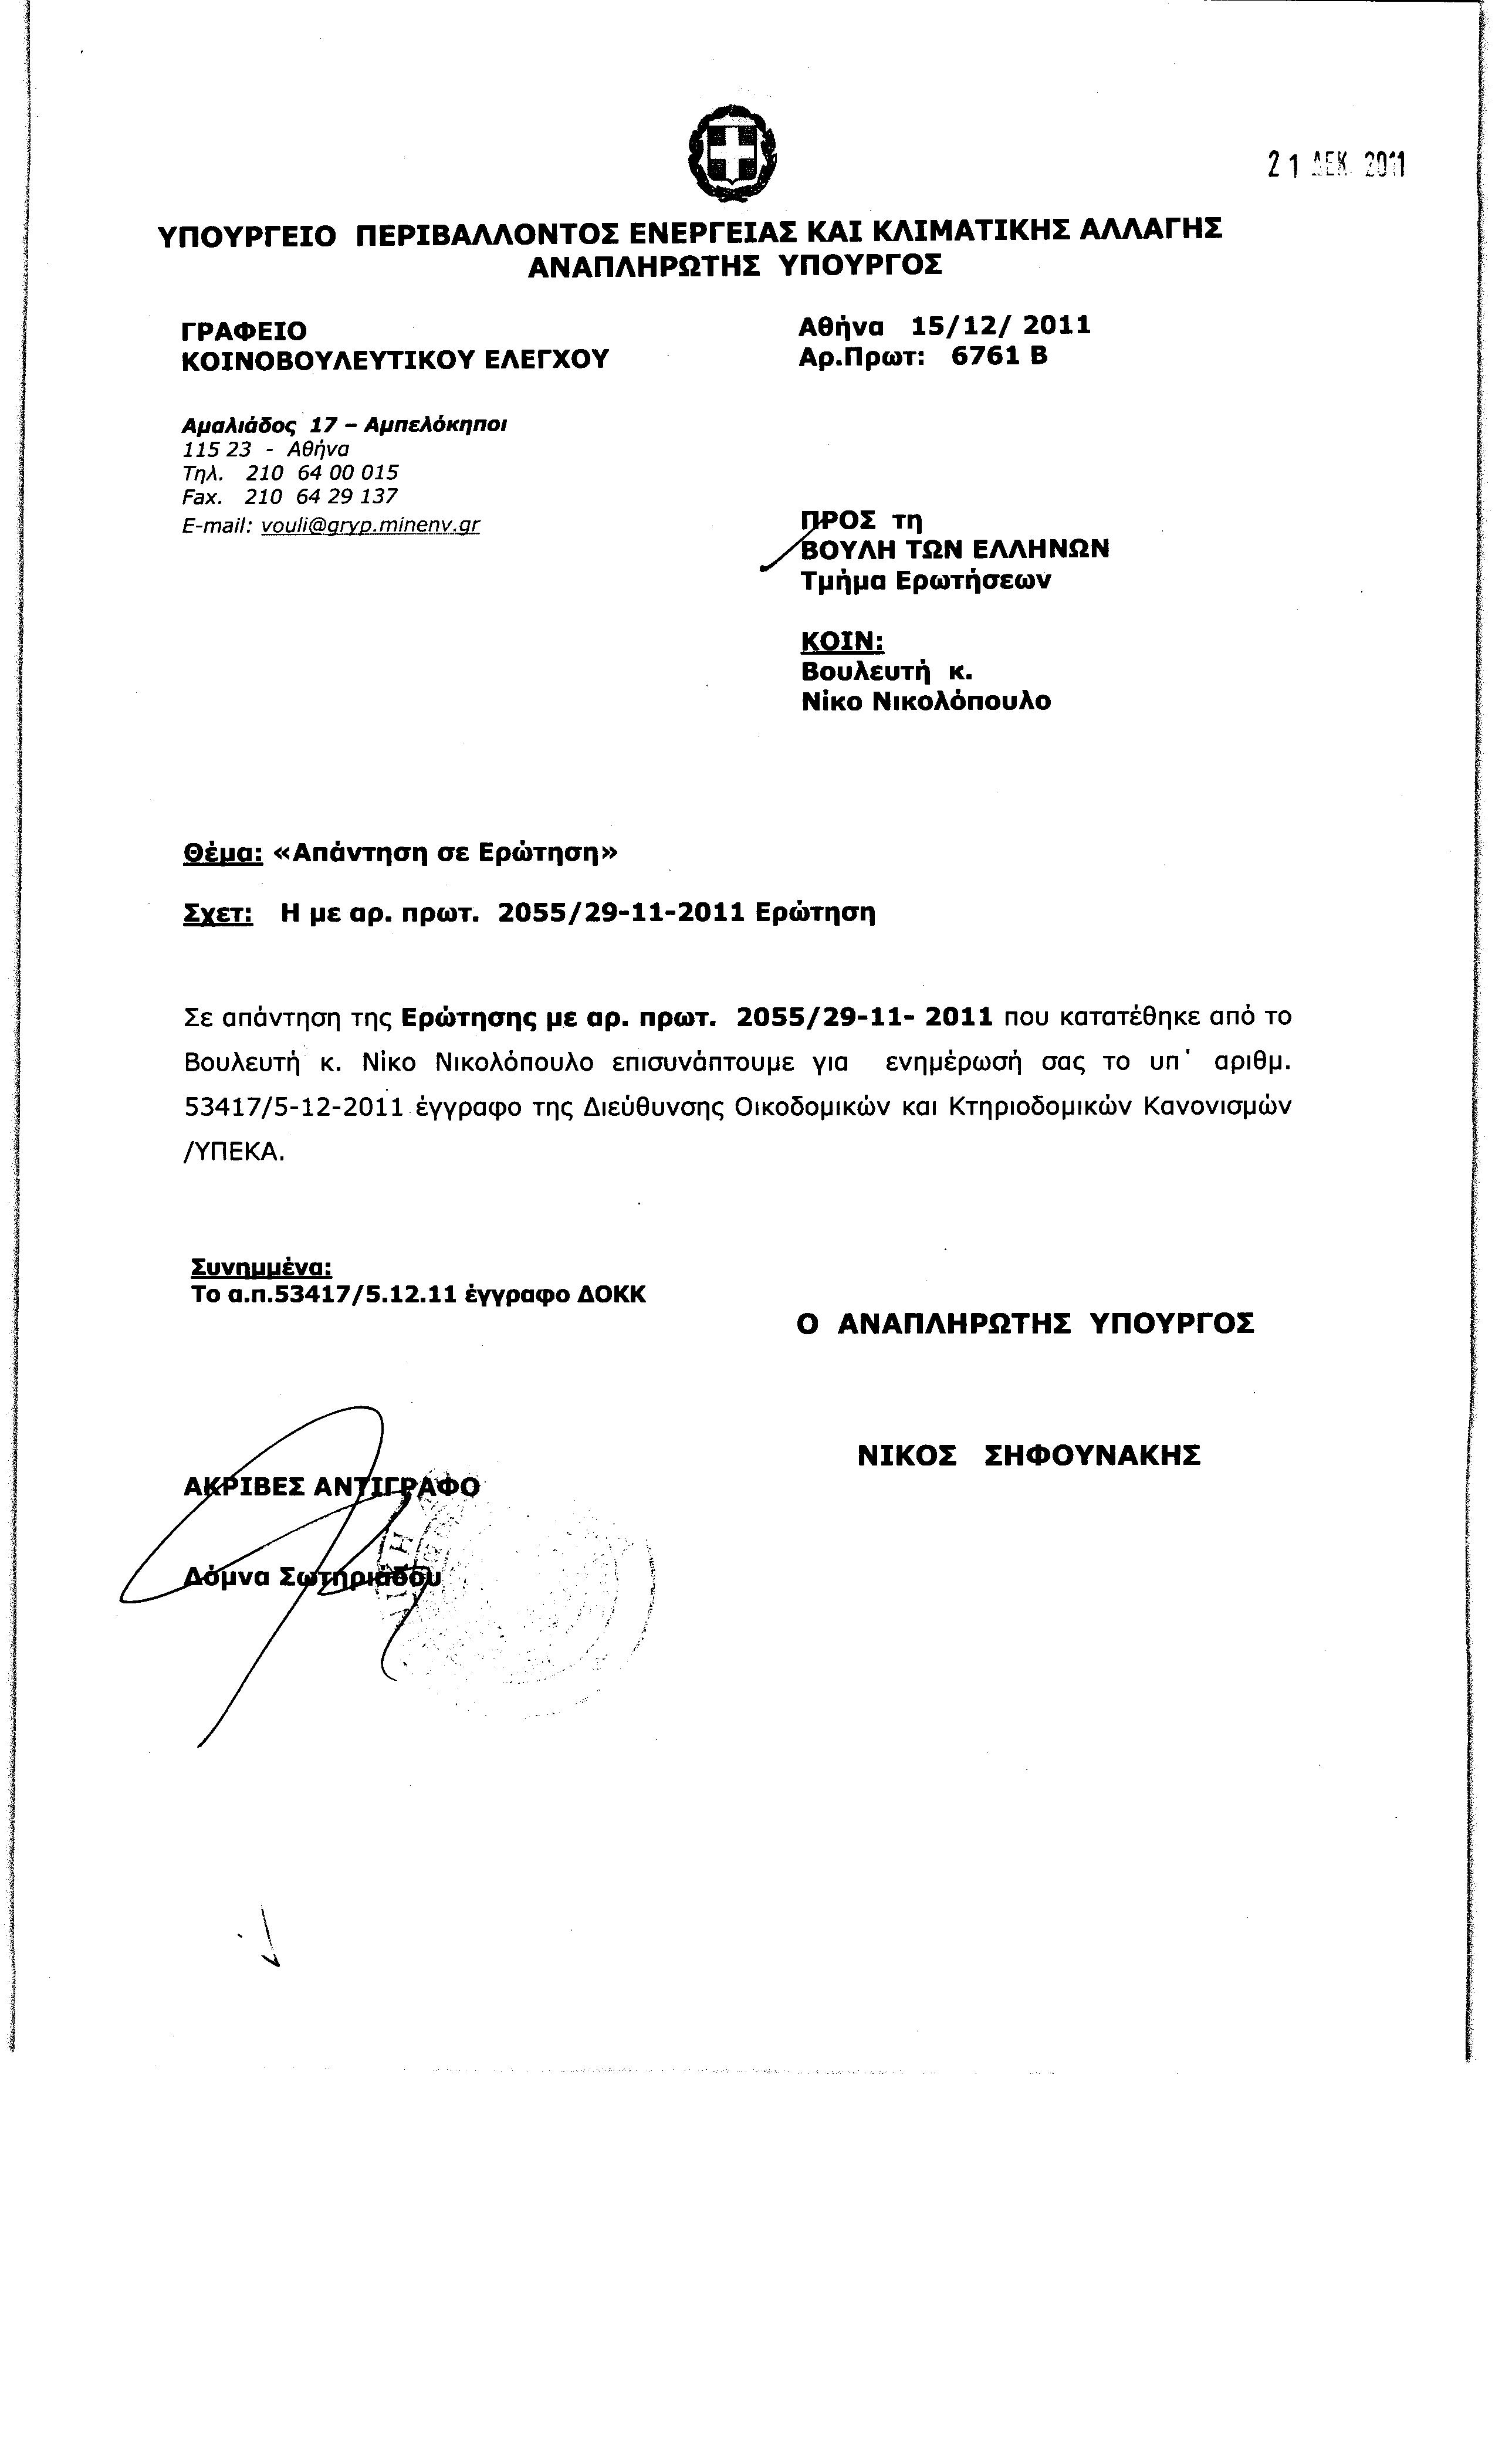 21 ΔΕΚ. 2011
ΥΠΟΥΡΓΕΙΟ ΠΕΡΙΒΑΛΛΟΝΤΟΣ ΕΝΕΡΓΕΙΑΣ ΚΑΙ ΚΛΙΜΑΤΙΚΗΣ ΑΛΛΑΓΗΣ
ΑΝΑΠΛΗΡΩΤΗΣ ΥΠΟΥΡΓΟΣ
ΓΡΑΦΕΙΟ
ΚΟΙΝΟΒΟΥΛΕΥΤΙΚΟΥ ΕΛΕΓΧΟΥ
Αθήνα 15/12/ 2011
Αρ.Πρωτ: 6761 Β
Αμαλιάδος 17 – Αμπελόκηποι
115 23 - Αθήνα
Τηλ. 210 64 00 015
Fax. 210 64 29 137
E-mail: vouli@gryp.minenv.gr
ΠΡΟΣ τη
ΒΟΥΛΗ ΤΩΝ ΕΛΛΗΝΩΝ
Τμήμα Ερωτήσεων
ΚΟΙΝ:
Βουλευτή κ.
Νίκο Νικολόπουλο
Θέμα: «Απάντηση σε Ερώτηση»
Σχετ: Η με αρ. πρωτ. 2055/29-11-2011 Ερώτηση
Σε απάντηση της Ερώτησης με αρ. πρωτ. 2055/29-11- 2011 που κατατέθηκε από το
Βουλευτή κ. Νίκο Νικολόπουλο επισυνάπτουμε για ενημέρωσή σας το υπ' αριθμ.
53417/5-12-2011 έγγραφο της Διεύθυνσης Οικοδομικών και Κτηριοδομικών Κανονισμών
/ΥΠΕΚΑ.
Συνημμένα:
Το α.π.53417/5.12.11 έγγραφο ΔΟΚΚ
Ο ΑΝΑΠΛΗΡΩΤΗΣ ΥΠΟΥΡΓΟΣ
ΝΙΚΟΣ ΣΗΦΟΥΝΑΚΗΣ
ΑΚΡΙΒΕΣ ΑΝΤΙΓΡΑΦΟ
Δόμνα Σωτηριάδου